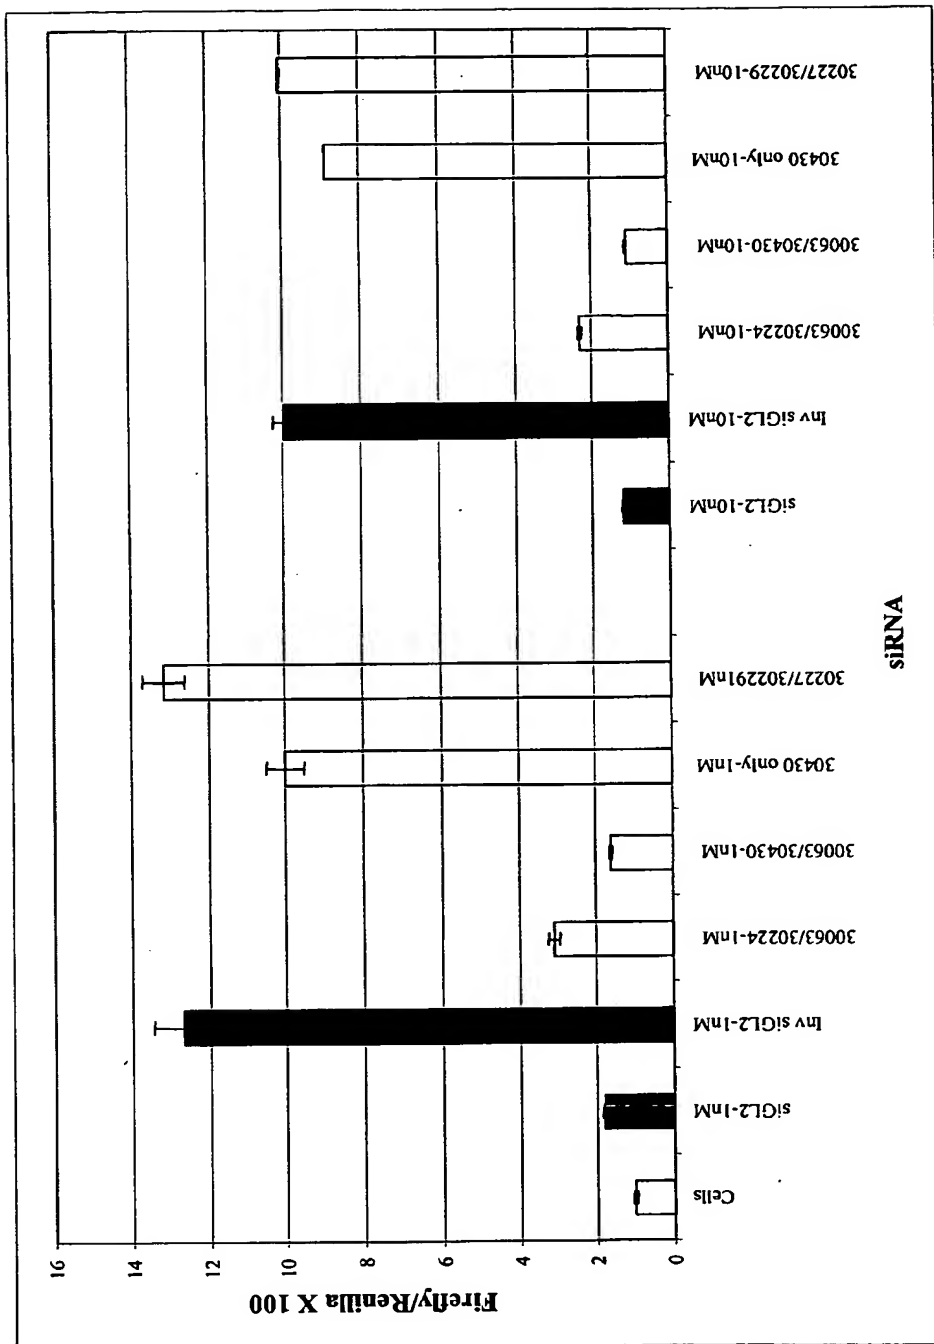 Firefly/Renilla X 100
16
14
12
10
8
6
4
2
0
Cells
siGL2-1nM
Inv siGL2-1nM
30063/30224-1nM
30063/30430-1nM
30430 only-1nM
30227/302291nM
siGL2-10nM
Inv siGL2-10nM
30063/30224-10nM
30063/30430-10nM
30430 only-10nM
30227/30229-10nM
siRNA